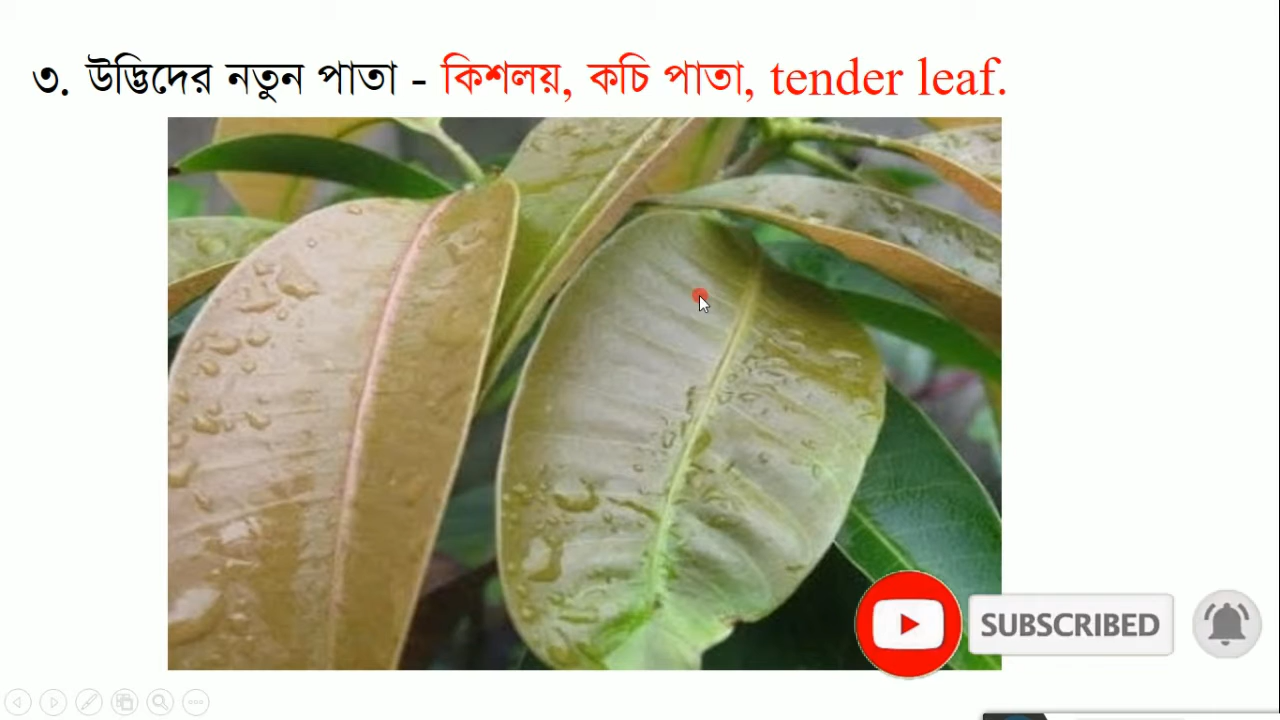 ৩. উদ্ভিদের নতুন পাতা - কিশলয়, কচি পাতা, tender leaf.
SUBSCRIBED